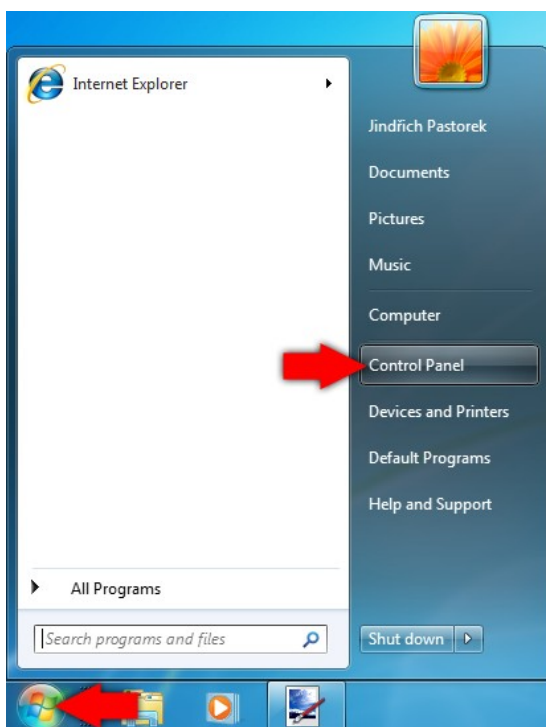 Internet Explorer
Jindřich Pastorek
Documents
Pictures
Music
Computer
Control Panel
Devices and Printers
Default Programs
Help and Support
All Programs
Search programs and files
Shut down